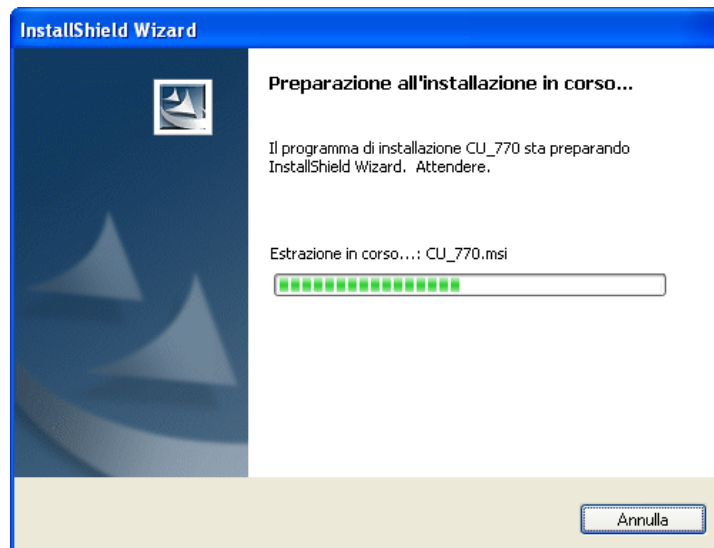 InstallShield Wizard
Preparazione all'installazione in corso...
Il programma di installazione CU_770 sta preparando
InstallShield Wizard. Attendere.
Estrazione in corso...: CU_770.msi
Annulla